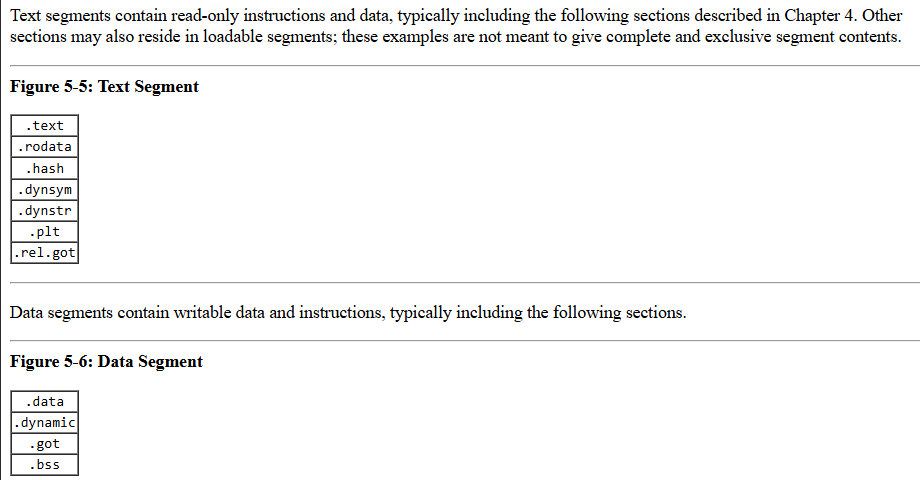 Text segments contain read-only instructions and data, typically including the following sections described in Chapter 4. Other
sections may also reside in loadable segments; these examples are not meant to give complete and exclusive segment contents.
Figure 5-5: Text Segment
.text
.rodata
.hash
.dynsym
.dynstr
.plt
.rel.got
Data segments contain writable data and instructions, typically including the following sections.
Figure 5-6: Data Segment
.data
.dynamic
.got
.bss